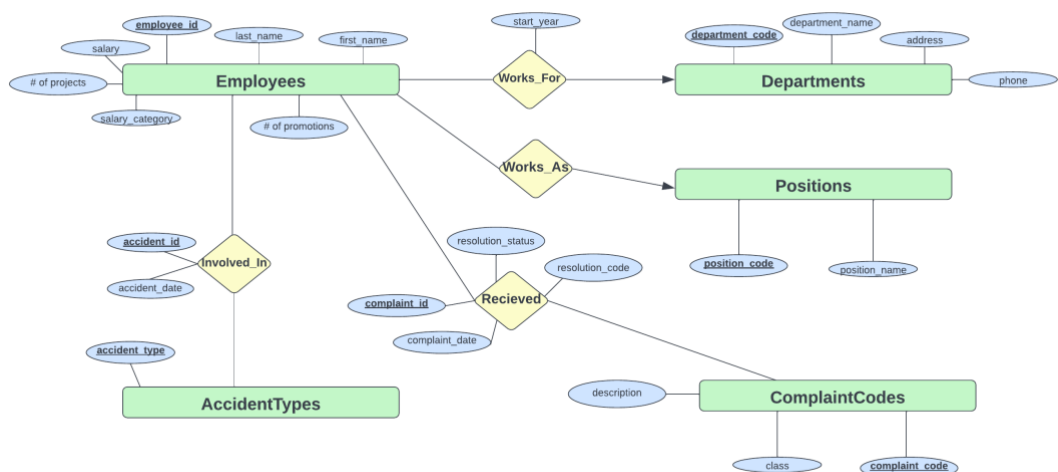 start_year
department_name
employee_id
last_name
first_name
department_code
address
salary
# of projects
Employees
Works_For
Departments
phone
salary_category
# of promotions
Works_As
Positions
accident_id
resolution_status
Involved_In
resolution_code
position_code
position_name
accident_date
complaint_id
Recieved
complaint_date
accident_type
AccidentTypes
description
ComplaintCodes
class
complaint_code